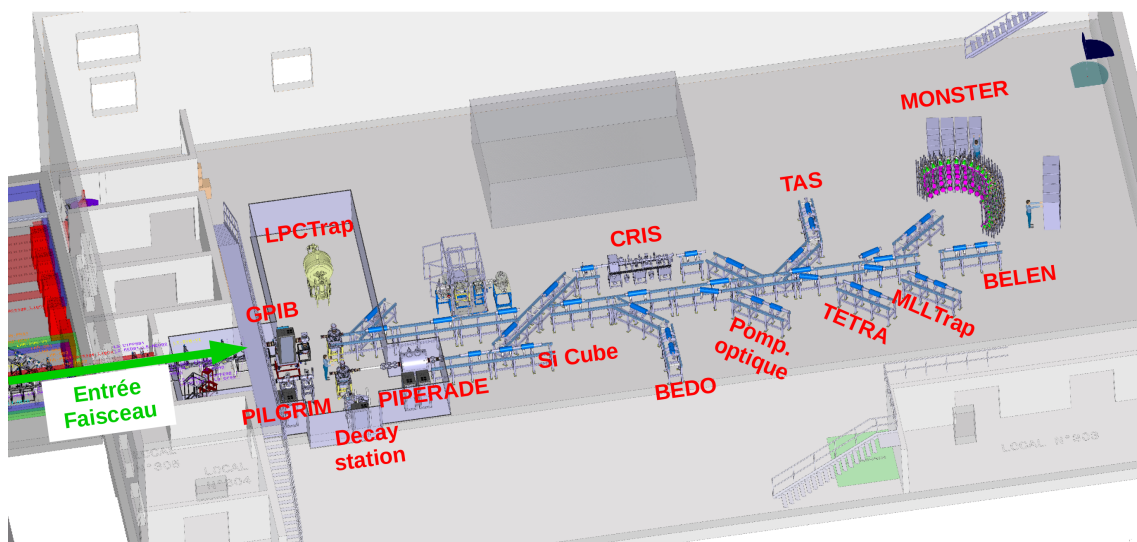 MONSTER
TAS
LPCTrap
CRIS
GPIB
BELEN
MLLTrap
TETRA
Pomp.
optique
Si Cube
BEDO
Entrée
Faisceau
PIPERADE
PILGRIM
Decay
station
LOCAL N°909
LOCAL